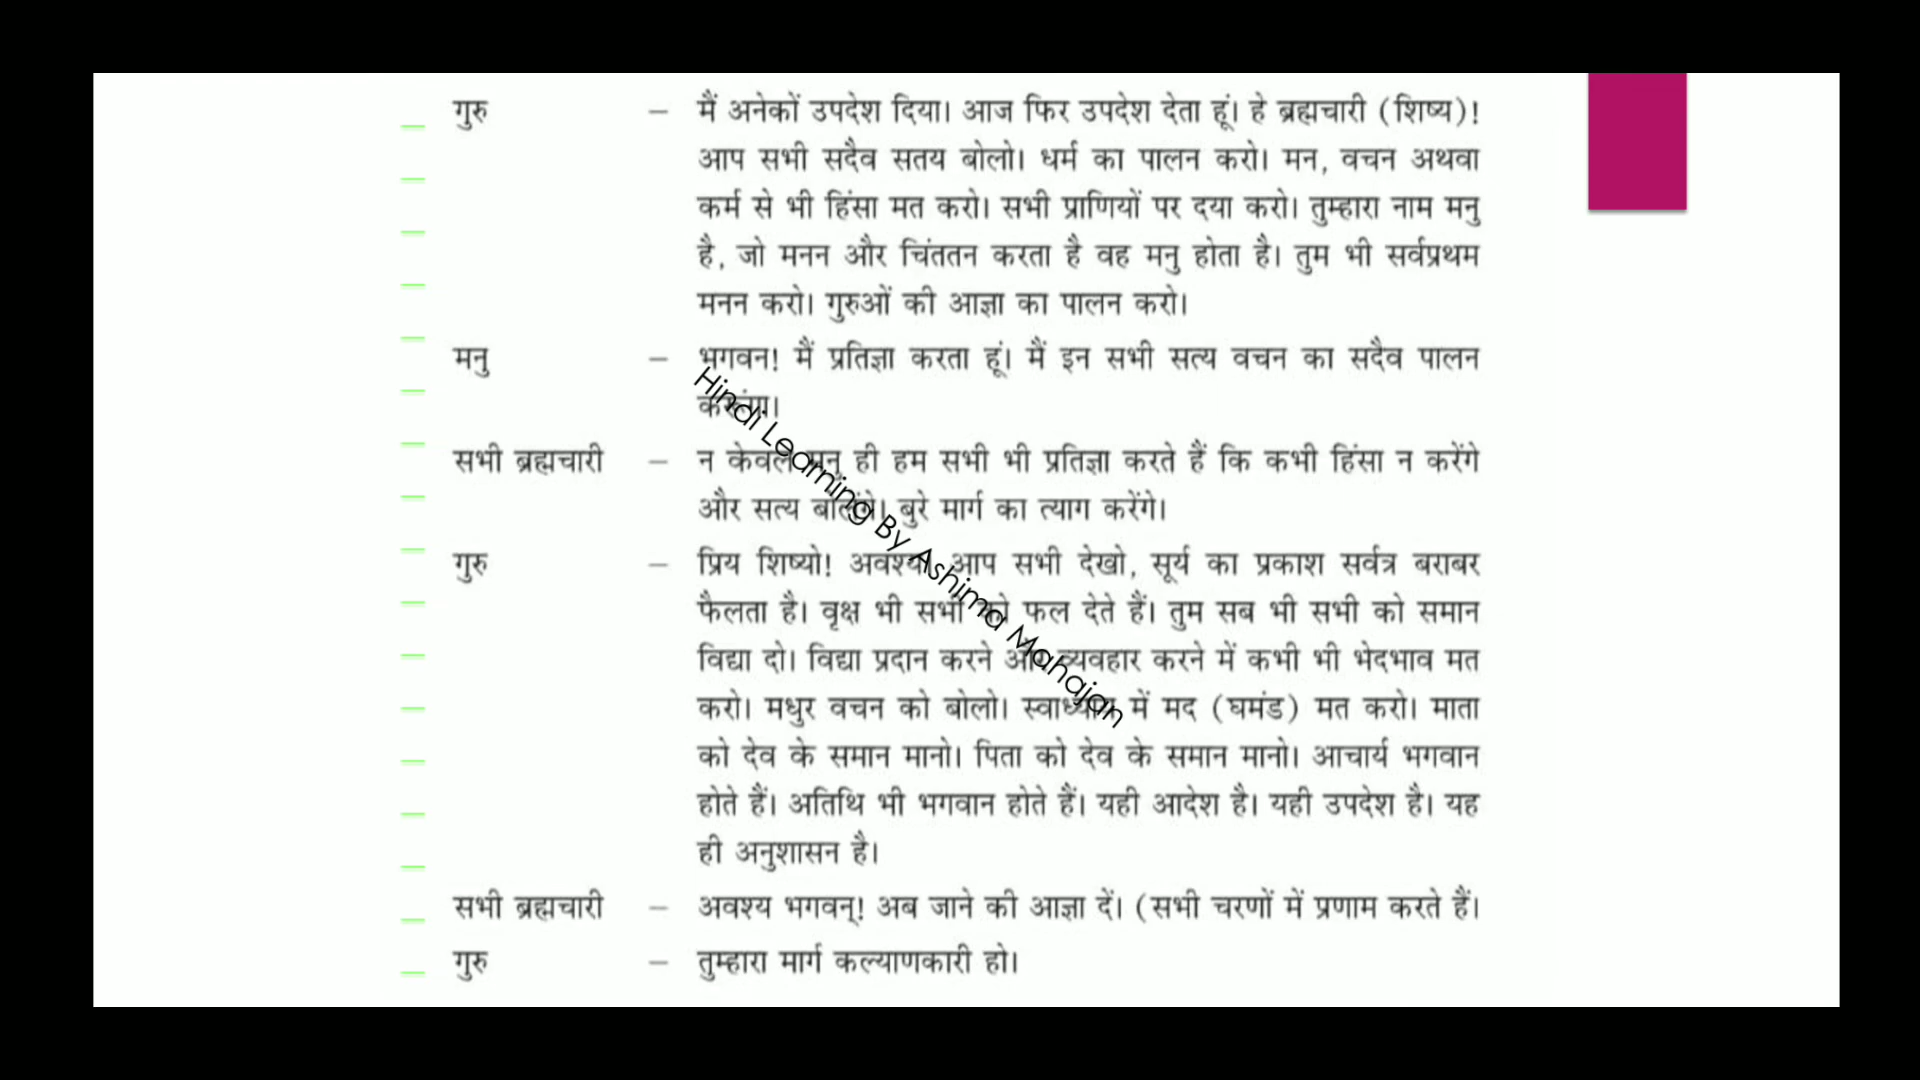 गुरु – मैं अनेकों उपदेश दिया। आज फिर उपदेश देता हूं। हे ब्रह्मचारी (शिष्य)!
आप सभी सदैव सतय बोलो। धर्म का पालन करो। मन, वचन अथवा
कर्म से भी हिंसा मत करो। सभी प्राणियों पर दया करो। तुम्हारा नाम मनु
है, जो मनन और चिंततन करता है वह मनु होता है। तुम भी सर्वप्रथम
मनन करो। गुरुओं की आज्ञा का पालन करो।
मनु – भगवन! मैं प्रतिज्ञा करता हूं। मैं इन सभी सत्य वचन का सदैव पालन
सभी ब्रह्मचारी – न केवल ही हम सभी भी प्रतिज्ञा करते हैं कि कभी हिंसा न करेंगे
और सत्य बुरे मार्ग का त्याग करेंगे।
गुरु – प्रिय शिष्यो! अवश्य आप सभी देखो, सूर्य का प्रकाश सर्वत्र बराबर
फैलता है। वृक्ष भी सभी फल देते हैं। तुम सब भी सभी को समान
विद्या दो। विद्या प्रदान करने व्यवहार करने में कभी भी भेदभाव मत
करो। मधुर वचन को बोलो। में मद (घमंड) मत करो। माता
को देव के समान मानो। पिता को देव के समान मानो। आचार्य भगवान
होते हैं। अतिथि भी भगवान होते हैं। यही आदेश है। यही उपदेश है। यह
ही अनुशासन है।
सभी ब्रह्मचारी – अवश्य भगवन्! अब जाने की आज्ञा दें। (सभी चरणों में प्रणाम करते हैं।
गुरु – तुम्हारा मार्ग कल्याणकारी हो।
Hindi Learning By Ashima Mahajan